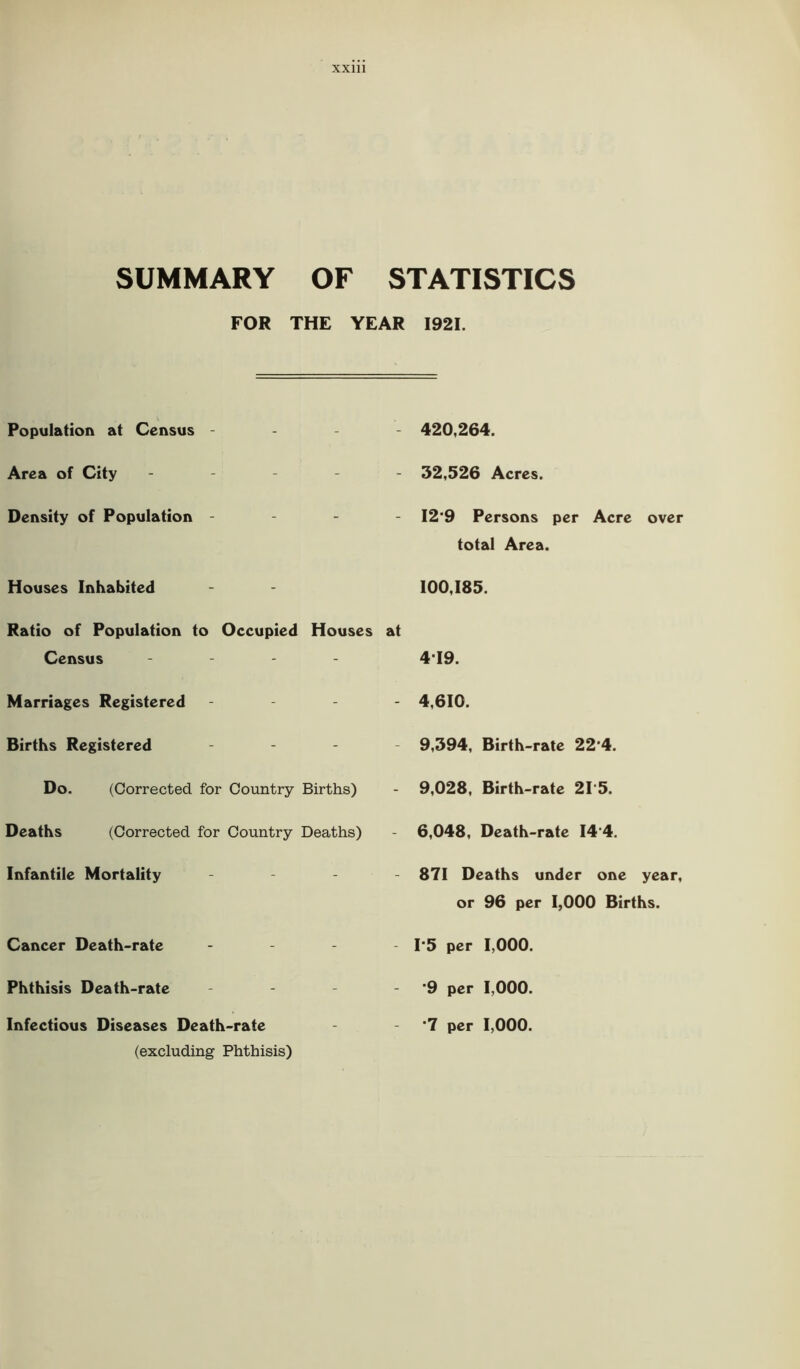 xxiii
SUMMARY OF STATISTICS
FOR THE YEAR 1921.
Population at Census - - - - 420,264.
Area of City - - - - - 32,526 Acres.
Density of Population - - - - 12·9 Persons per Acre over
total Area.
Houses Inhabited - - 100,185.
Ratio of Population to Occupied Houses at
Census - - - - 4·19.
Marriages Registered - - - - 4,610.
Births Registered - - - - 9,394, Birth-rate 22·4.
Do. (Corrected for Country Births) - 9,028, Birth-rate 21·5.
Deaths (Corrected for Country Deaths) - 6,048, Death-rate 14·4.
Infantile Mortality - - - - 871 Deaths under one year,
or 96 per 1,000 Births.
Cancer Death-rate - - - - 1·5 per 1,000.
Phthisis Death-rate - - - - ·9 per 1,000.
Infectious Diseases Death-rate - - ·7 per 1,000.
(excluding Phthisis)